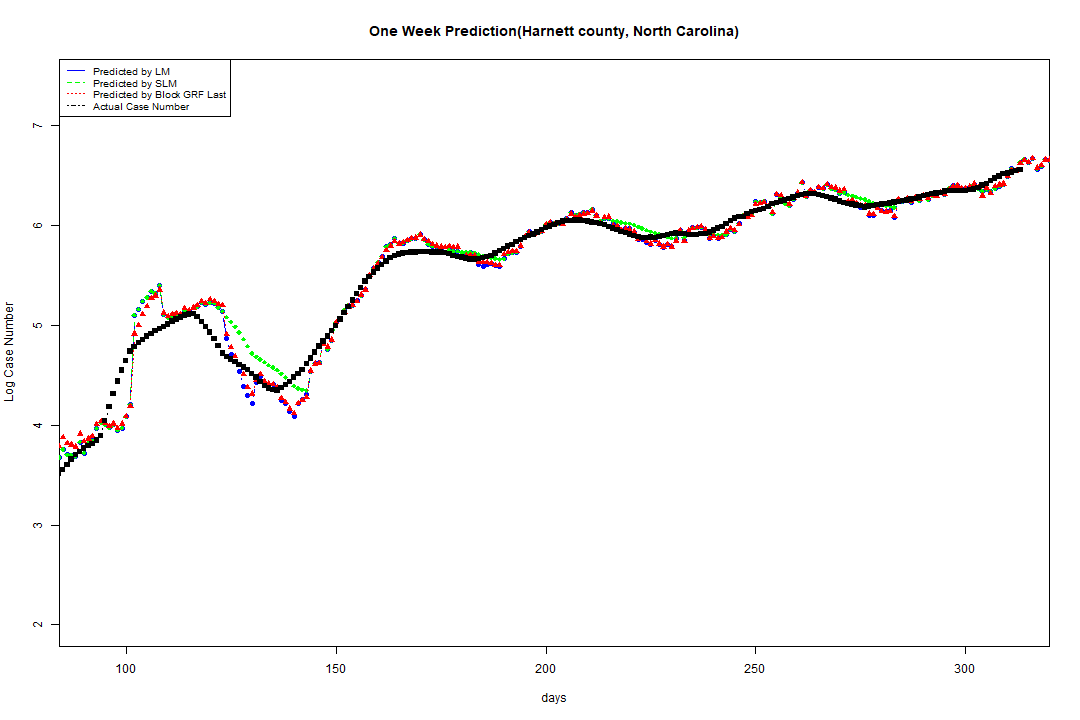 One Week Prediction(Harnett county, North Carolina)
Predicted by LM
Predicted by SLM
Predicted by Block GRF Last
Actual Case Number
Log Case Number
7
6
5
4
3
2
100 150 200 250 300
days